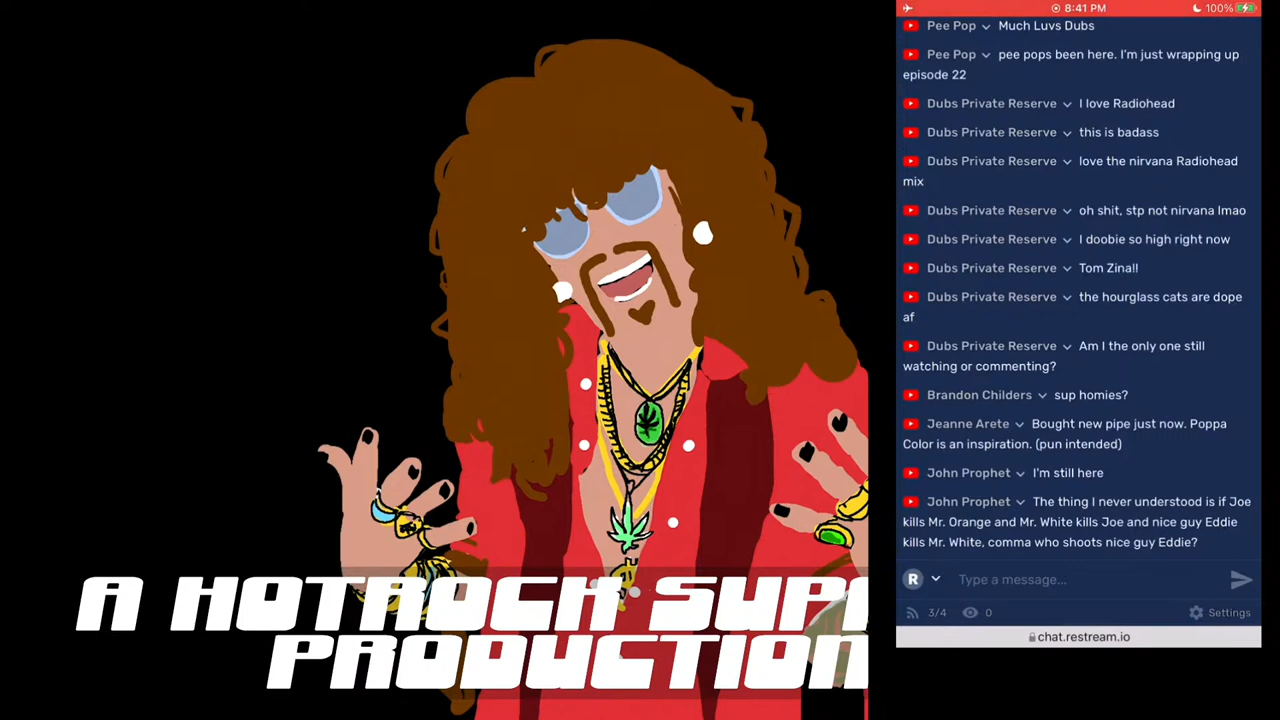 A HOTROCK SUP
PRODUCTION
8:41 PM
100%
Pee Pop Much Luvs Dubs
Pee Pop pee pops been here. I'm just wrapping up
episode 22
Dubs Private Reserve I love Radiohead
Dubs Private Reserve this is badass
Dubs Private Reserve love the nirvana Radiohead
mix
Dubs Private Reserve oh shit, stp not nirvana lmao
Dubs Private Reserve I doobie so high right now
Dubs Private Reserve Tom Zina!!
Dubs Private Reserve the hourglass cats are dope
af
Dubs Private Reserve Am I the only one still
watching or commenting?
Brandon Childers sup homies?
Jeanne Arete Bought new pipe just now. Poppa
Color is an inspiration. (pun intended)
John Prophet I'm still here
John Prophet The thing I never understood is if Joe
kills Mr. Orange and Mr. White kills Joe and nice guy Eddie
kills Mr. White, comma who shoots nice guy Eddie?
R Type a message...
3/4 0 Settings
chat.restream.io